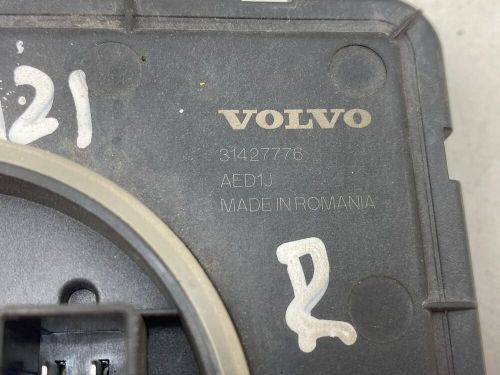 121
VOLVO
31427776
AED1J
MADE IN ROMANIA
R